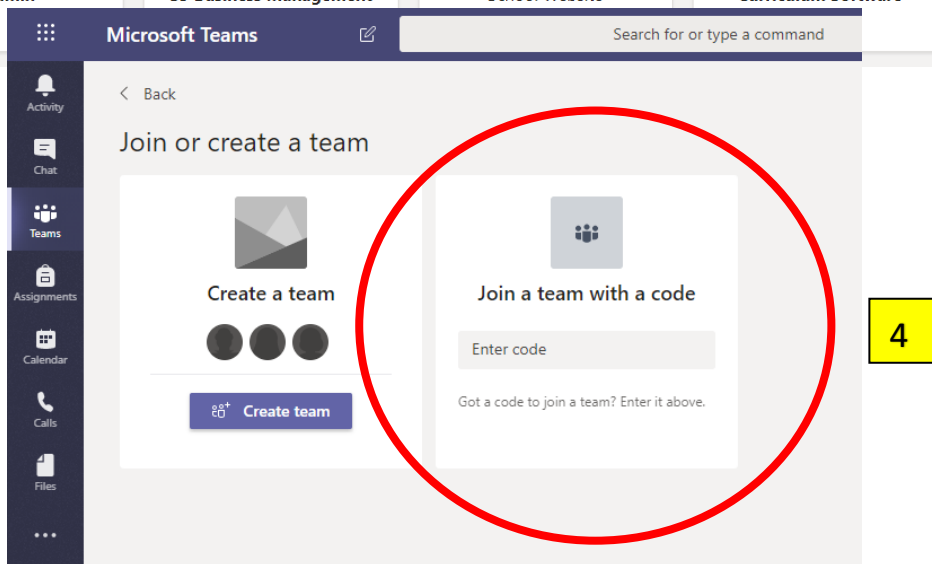 Microsoft Teams
Search for or type a command
Activity
Chat
Teams
Assignments
Calendar
Calls
Files
Back
Join or create a team
Create a team
Create team
Join a team with a code
Enter code
Got a code to join a team? Enter it above.
4